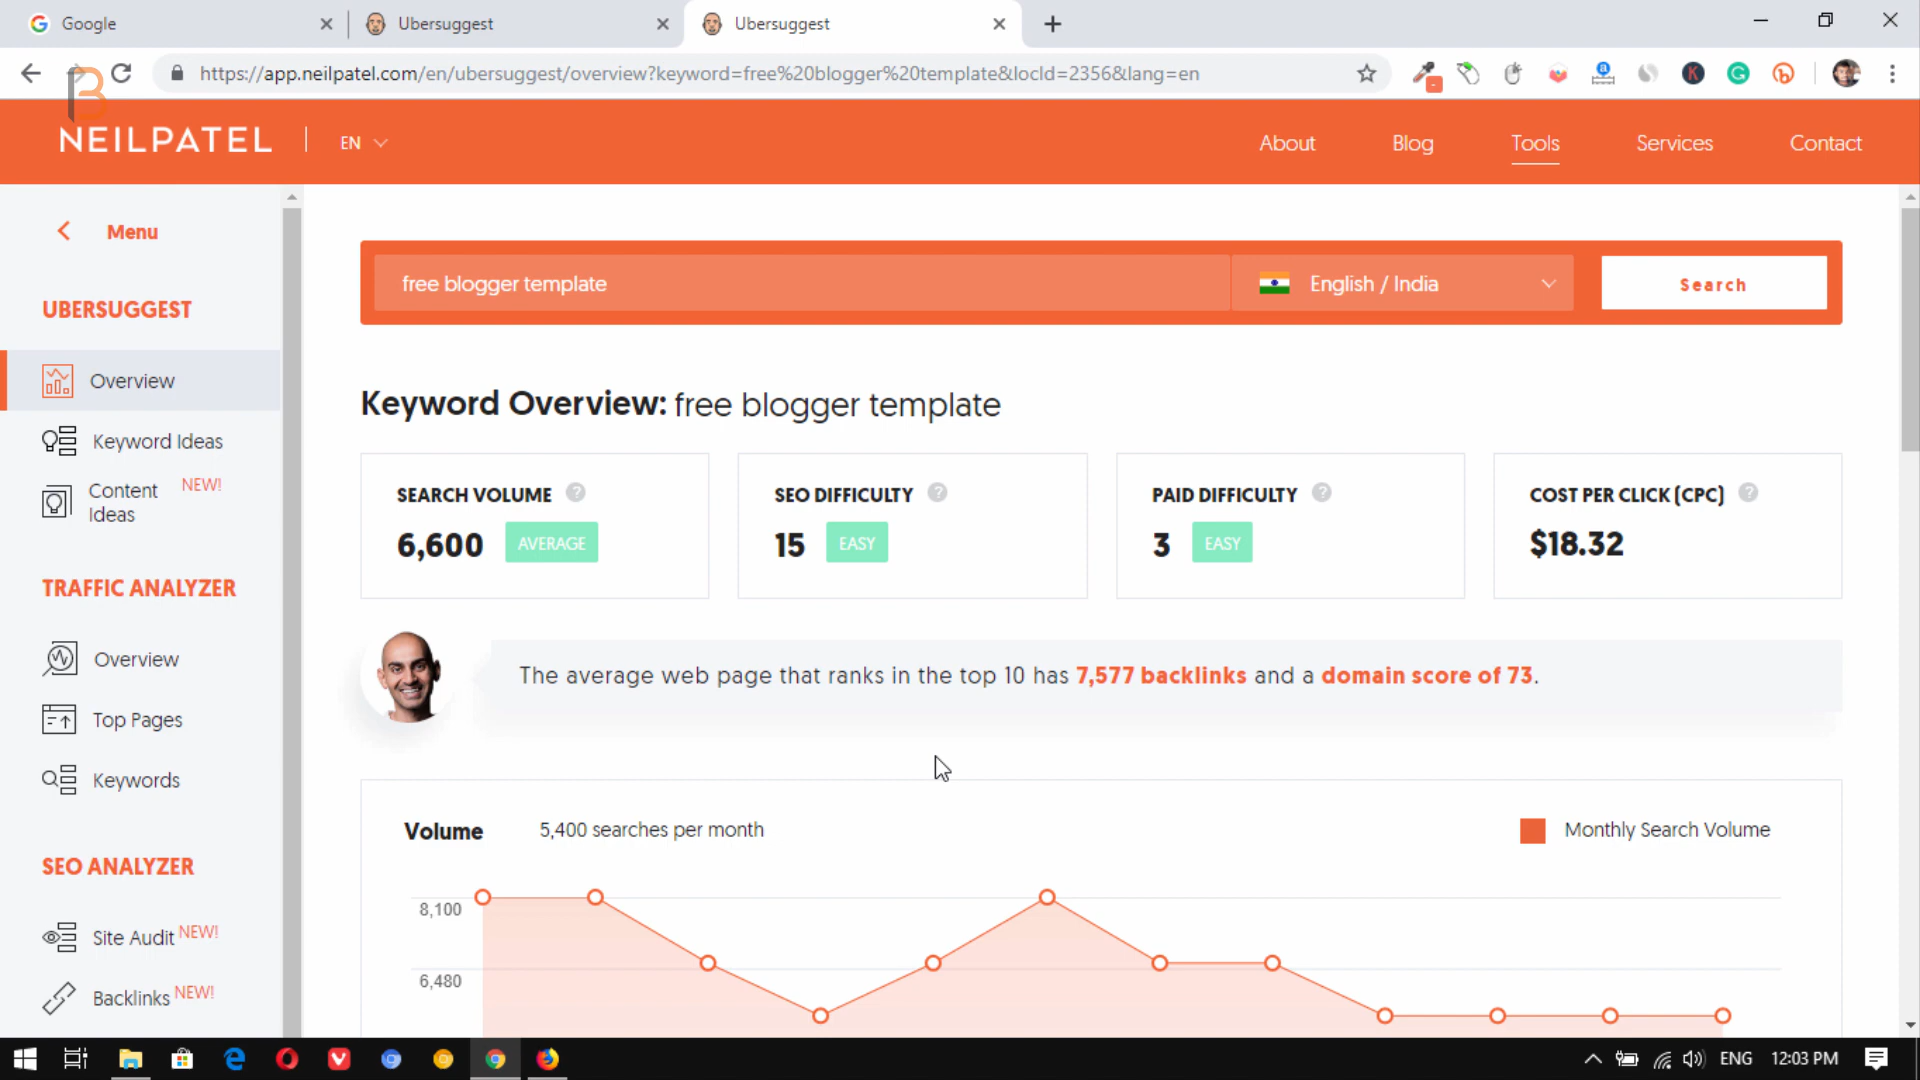 Google
Ubersuggest
Ubersuggest
https://app.neilpatel.com/en/ubersuggest/overview?keyword=free%20blogger%20template&locId=2356&lang=en
NEILPATEL
EN
About
Blog
Tools
Services
Contact
Menu
UBERSUGGEST
Overview
Keyword Ideas
Content Ideas NEW!
TRAFFIC ANALYZER
Overview
Top Pages
Keywords
SEO ANALYZER
Site Audit NEW!
Backlinks NEW!
free blogger template
English / India
Search
Keyword Overview: free blogger template
SEARCH VOLUME ?
6,600 AVERAGE
SEO DIFFICULTY ?
15 EASY
PAID DIFFICULTY ?
3 EASY
COST PER CLICK (CPC) ?
$18.32
The average web page that ranks in the top 10 has 7,577 backlinks and a domain score of 73.
Volume 5,400 searches per month
Monthly Search Volume
8,100
6,480
ENG 12:03 PM